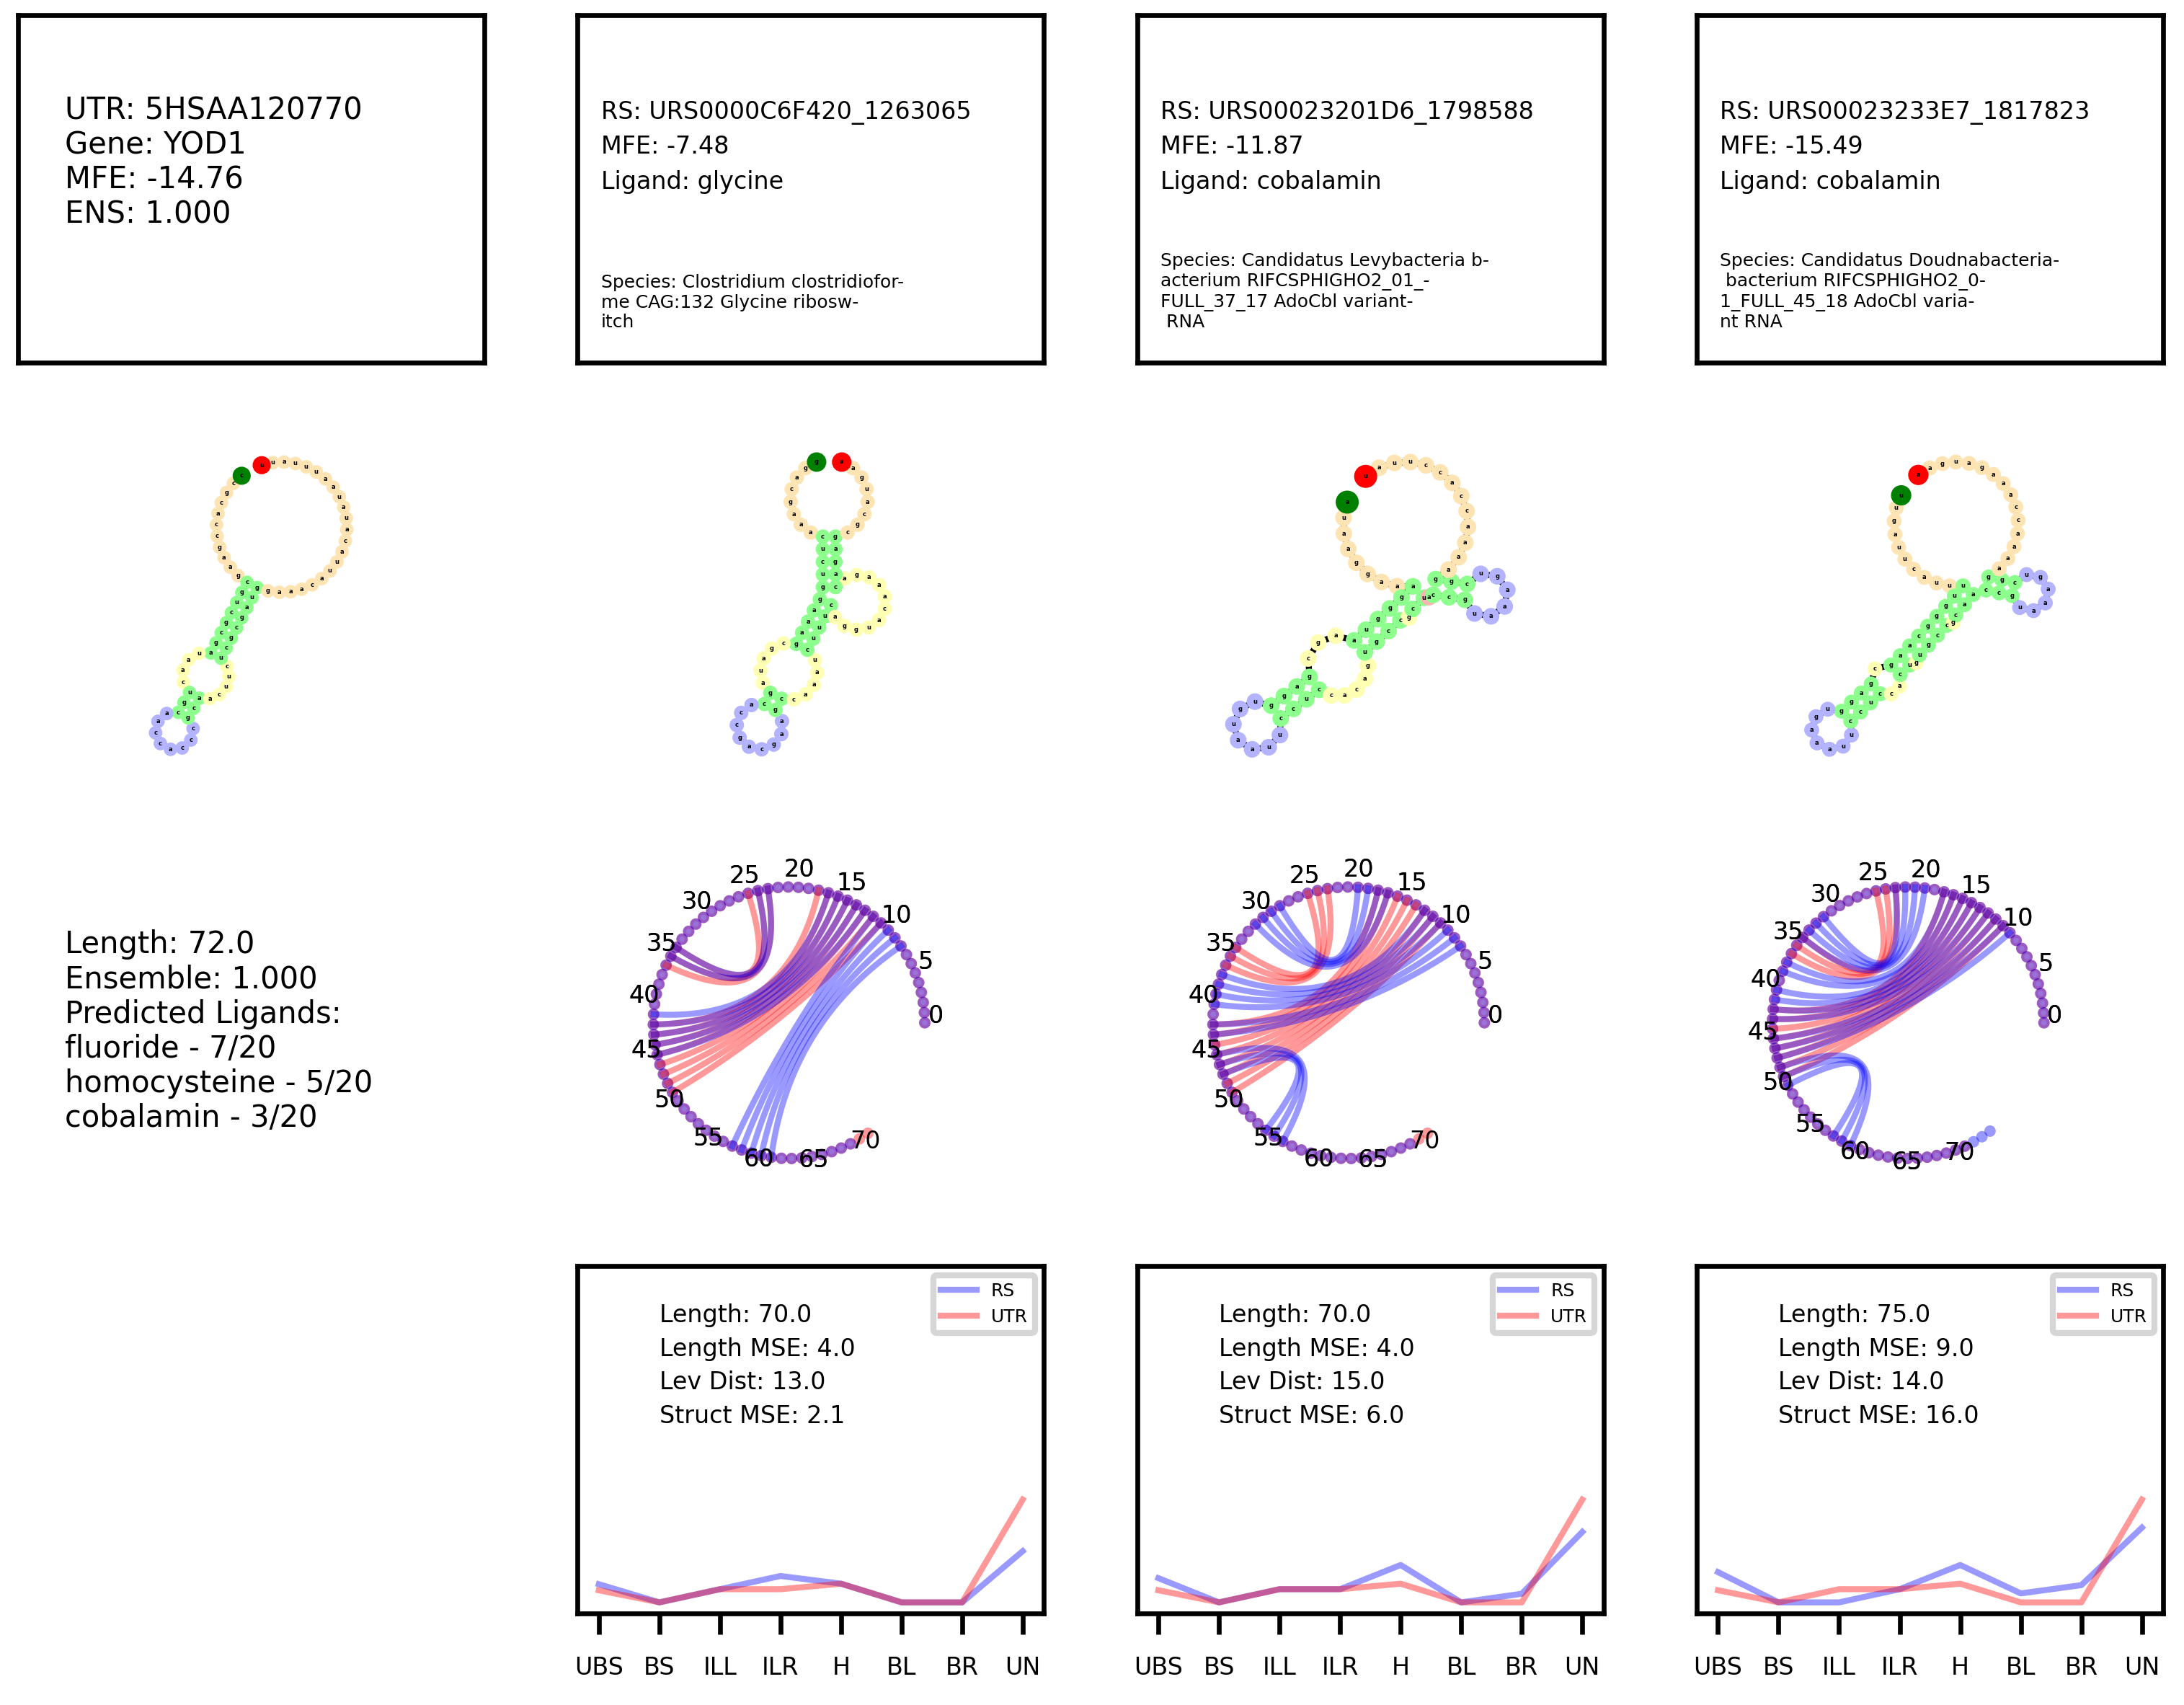 UTR: 5HSAA120770
Gene: YOD1
MFE: -14.76
ENS: 1.000
RS: URS0000C6F420_1263065
MFE: -7.48
Ligand: glycine
Species: Clostridium clostridiofor-
me CAG:132 Glycine ribosw-
itch
RS: URS00023201D6_1798588
MFE: -11.87
Ligand: cobalamin
Species: Candidatus Levybacteria b-
acterium RIFCSPHIGHO2_01_-
FULL_37_17 AdoCbl variant-
RNA
RS: URS00023233E7_1817823
MFE: -15.49
Ligand: cobalamin
Species: Candidatus Doudnabacteria-
bacterium RIFCSPHIGHO2_0-
1_FULL_45_18 AdoCbl varia-
nt RNA
Length: 72.0
Ensemble: 1.000
Predicted Ligands:
fluoride - 7/20
homocysteine - 5/20
cobalamin - 3/20
0 5 10 15 20 25 30 35 40 45 50 55 60 65 70
0 5 10 15 20 25 30 35 40 45 50 55 60 65 70
0 5 10 15 20 25 30 35 40 45 50 55 60 65 70
RS
UTR
Length: 70.0
Length MSE: 4.0
Lev Dist: 13.0
Struct MSE: 2.1
UBS BS ILL ILR H BL BR UN
RS
UTR
Length: 70.0
Length MSE: 4.0
Lev Dist: 15.0
Struct MSE: 6.0
UBS BS ILL ILR H BL BR UN
RS
UTR
Length: 75.0
Length MSE: 9.0
Lev Dist: 14.0
Struct MSE: 16.0
UBS BS ILL ILR H BL BR UN